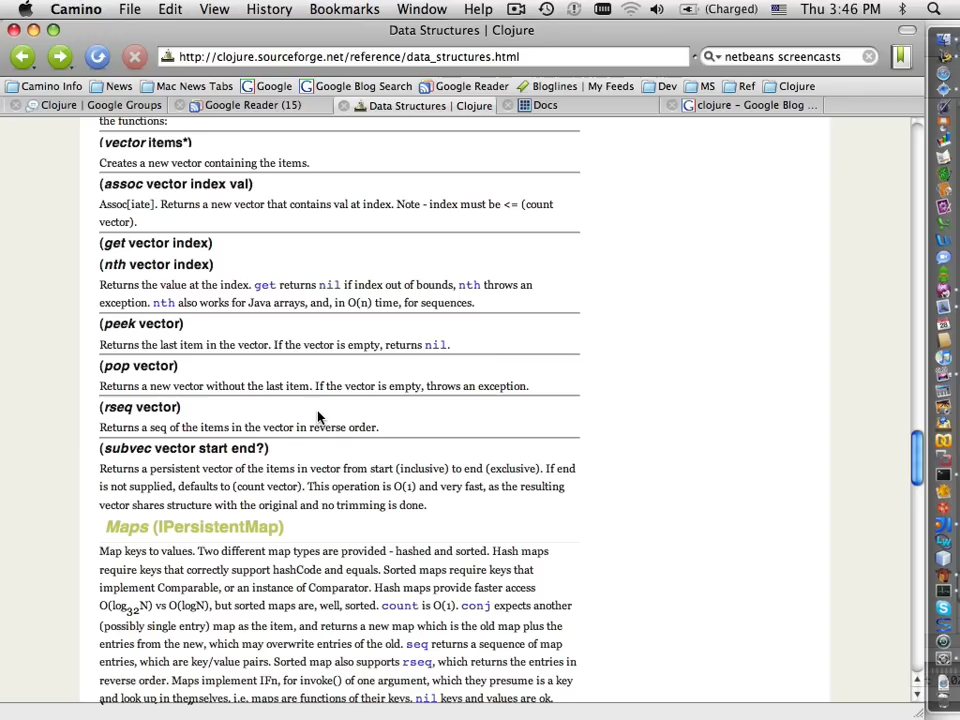 Camino File Edit View History Bookmarks Window Help (Charged) Thu 3:46 PM
Data Structures | Clojure
http://clojure.sourceforge.net/reference/data_structures.html netbeans screencasts
Camino Info News Mac News Tabs Google Google Blog Search Google Reader Bloglines | My Feeds Dev MS Ref Clojure
Clojure | Google Groups Google Reader (15) Data Structures | Clojure Docs clojure – Google Blog ...
the functions:
(vector items*)
Creates a new vector containing the items.
(assoc vector index val)
Assoc[iate]. Returns a new vector that contains val at index. Note - index must be <= (count
vector).
(get vector index)
(nth vector index)
Returns the value at the index. get returns nil if index out of bounds, nth throws an
exception. nth also works for Java arrays, and, in O(n) time, for sequences.
(peek vector)
Returns the last item in the vector. If the vector is empty, returns nil.
(pop vector)
Returns a new vector without the last item. If the vector is empty, throws an exception.
(rseq vector)
Returns a seq of the items in the vector in reverse order.
(subvec vector start end?)
Returns a persistent vector of the items in vector from start (inclusive) to end (exclusive). If end
is not supplied, defaults to (count vector). This operation is O(1) and very fast, as the resulting
vector shares structure with the original and no trimming is done.
Maps (IPersistentMap)
Map keys to values. Two different map types are provided - hashed and sorted. Hash maps
require keys that correctly support hashCode and equals. Sorted maps require keys that
implement Comparable, or an instance of Comparator. Hash maps provide faster access
O(log32N) vs O(logN), but sorted maps are, well, sorted. count is O(1). conj expects another
(possibly single entry) map as the item, and returns a new map which is the old map plus the
entries from the new, which may overwrite entries of the old. seq returns a sequence of map
entries, which are key/value pairs. Sorted map also supports rseq, which returns the entries in
reverse order. Maps implement IFn, for invoke() of one argument, which they presume is a key
and look up in themselves, i.e. maps are functions of their keys. nil keys and values are ok.